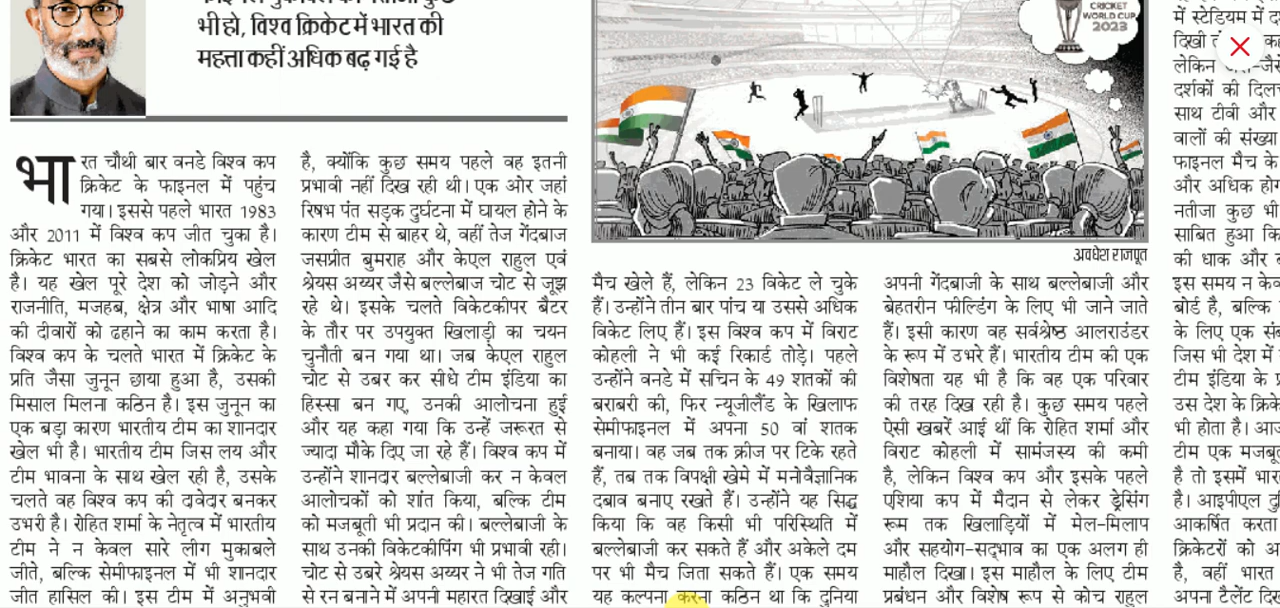 भी हो, विश्व क्रिकेट में भारत की
महत्ता कहीं अधिक बढ़ गई है
भारत चौथी बार वनडे विश्व कप
क्रिकेट के फाइनल में पहुंच
गया। इससे पहले भारत 1983
और 2011 में विश्व कप जीत चुका है।
क्रिकेट भारत का सबसे लोकप्रिय खेल
है। यह खेल पूरे देश को जोड़ने और
राजनीति, मजहब, क्षेत्र और भाषा आदि
की दीवारों को ढहाने का काम करता है।
विश्व कप के चलते भारत में क्रिकेट के
प्रति जैसा जुनून छाया हुआ है, उसकी
मिसाल मिलना कठिन है। इस जुनून का
एक बड़ा कारण भारतीय टीम का शानदार
खेल भी है। भारतीय टीम जिस लय और
टीम भावना के साथ खेल रही है, उसके
चलते वह विश्व कप की दावेदार बनकर
उभरी है। रोहित शर्मा के नेतृत्व में भारतीय
टीम ने न केवल सारे लीग मुकाबले
जीते, बल्कि सेमीफाइनल में भी शानदार
जीत हासिल की। इस टीम में अनुभवी
है, क्योंकि कुछ समय पहले वह इतनी
प्रभावी नहीं दिख रही थी। एक ओर जहां
रिषभ पंत सड़क दुर्घटना में घायल होने के
कारण टीम से बाहर थे, वहीं तेज गेंदबाज
जसप्रीत बुमराह और केएल राहुल एवं
श्रेयस अय्यर जैसे बल्लेबाज चोट से जूझ
रहे थे। इसके चलते विकेटकीपर बैटर
के तौर पर उपयुक्त खिलाड़ी का चयन
चुनौती बन गया था। जब केएल राहुल
चोट से उबर कर सीधे टीम इंडिया का
हिस्सा बन गए, उनकी आलोचना हुई
और यह कहा गया कि उन्हें जरूरत से
ज्यादा मौके दिए जा रहे हैं। विश्व कप में
उन्होंने शानदार बल्लेबाजी कर न केवल
आलोचकों को शांत किया, बल्कि टीम
को मजबूती भी प्रदान की। बल्लेबाजी के
साथ उनकी विकेटकीपिंग भी प्रभावी रही।
चोट से उबरे श्रेयस अय्यर ने भी तेज गति
से रन बनाने में अपनी महारत दिखाई और
CRICKET
WORLD CUP
2023
अवधेश राजपूत
मैच खेले हैं, लेकिन 23 विकेट ले चुके
हैं। उन्होंने तीन बार पांच या उससे अधिक
विकेट लिए हैं। इस विश्व कप में विराट
कोहली ने भी कई रिकार्ड तोड़े। पहले
उन्होंने वनडे में सचिन के 49 शतकों की
बराबरी की, फिर न्यूजीलैंड के खिलाफ
सेमीफाइनल में अपना 50 वां शतक
बनाया। वह जब तक क्रीज पर टिके रहते
हैं, तब तक विपक्षी खेमे में मनोवैज्ञानिक
दबाव बनाए रखते हैं। उन्होंने यह सिद्ध
किया कि वह किसी भी परिस्थिति में
बल्लेबाजी कर सकते हैं और अकेले दम
पर भी मैच जिता सकते हैं। एक समय
यह कल्पना करना कठिन था कि दुनिया
अपनी गेंदबाजी के साथ बल्लेबाजी और
बेहतरीन फील्डिंग के लिए भी जाने जाते
हैं। इसी कारण वह सर्वश्रेष्ठ आलराउंडर
के रूप में उभरे हैं। भारतीय टीम की एक
विशेषता यह भी है कि वह एक परिवार
की तरह दिख रही है। कुछ समय पहले
ऐसी खबरें आई थीं कि रोहित शर्मा और
विराट कोहली में सामंजस्य की कमी
है, लेकिन विश्व कप और इसके पहले
एशिया कप में मैदान से लेकर ड्रेसिंग
रूम तक खिलाड़ियों में मेल-मिलाप
और सहयोग-सद्भाव का एक अलग ही
माहौल दिखा। इस माहौल के लिए टीम
प्रबंधन और विशेष रूप से कोच राहुल
में स्टेडियम में
दिखी
लेकिन
दर्शकों की
साथ टीवी और
वालों की संख्या
फाइनल मैच के
और अधिक
नतीजा कुछ भी
साबित हुआ कि
की धाक और
इस समय न
बोर्ड है, बल्कि
के लिए एक
जिस भी देश में
टीम इंडिया के
उस देश के
भी होता है।
टीम एक
है तो इसमें
है। आईपीएल
आकर्षित करता
क्रिकेटरों को
है, वहीं भारत
अपना टैलेंट